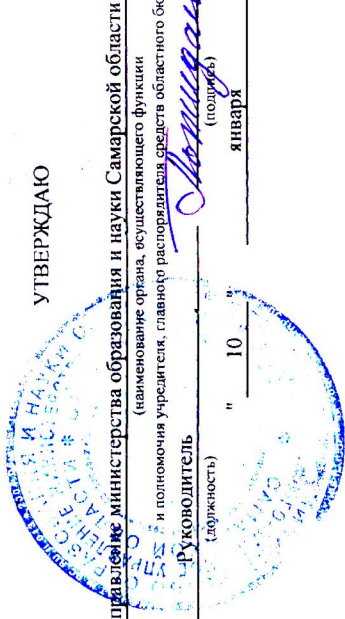 УТВЕРЖДАЮ
правление министерства образования и науки Самарской области
(наименование органа, осуществляющего функции
и полномочия учредителя, главного распорядителя средств областного бю
Руководитель
(должность) (подпись)
" 10 " января